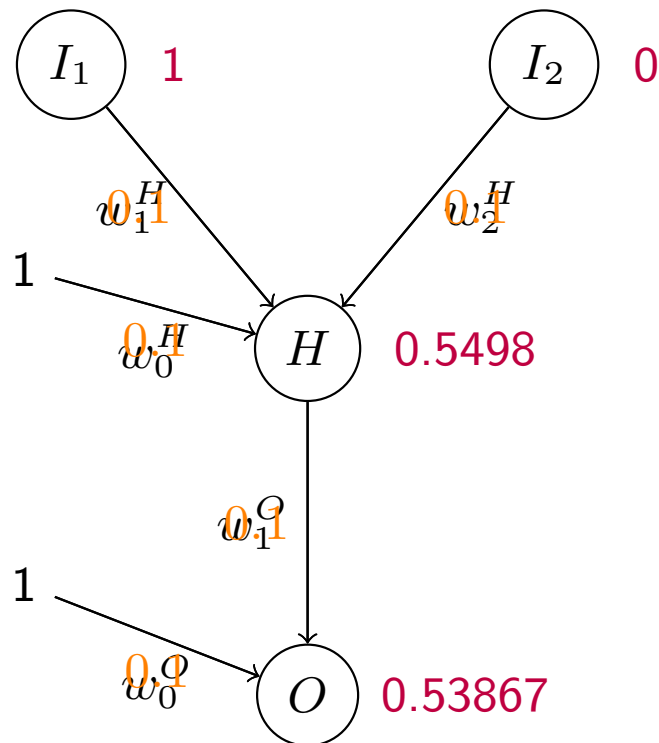 I₁ 1 I₂ 0
w₁ᴴ 0.1 w₂ᴴ 0.1
1
w₀ᴴ 0.1 H 0.5498
w₁ᴼ 0.1
1
w₀ᴼ 0.1 O 0.53867